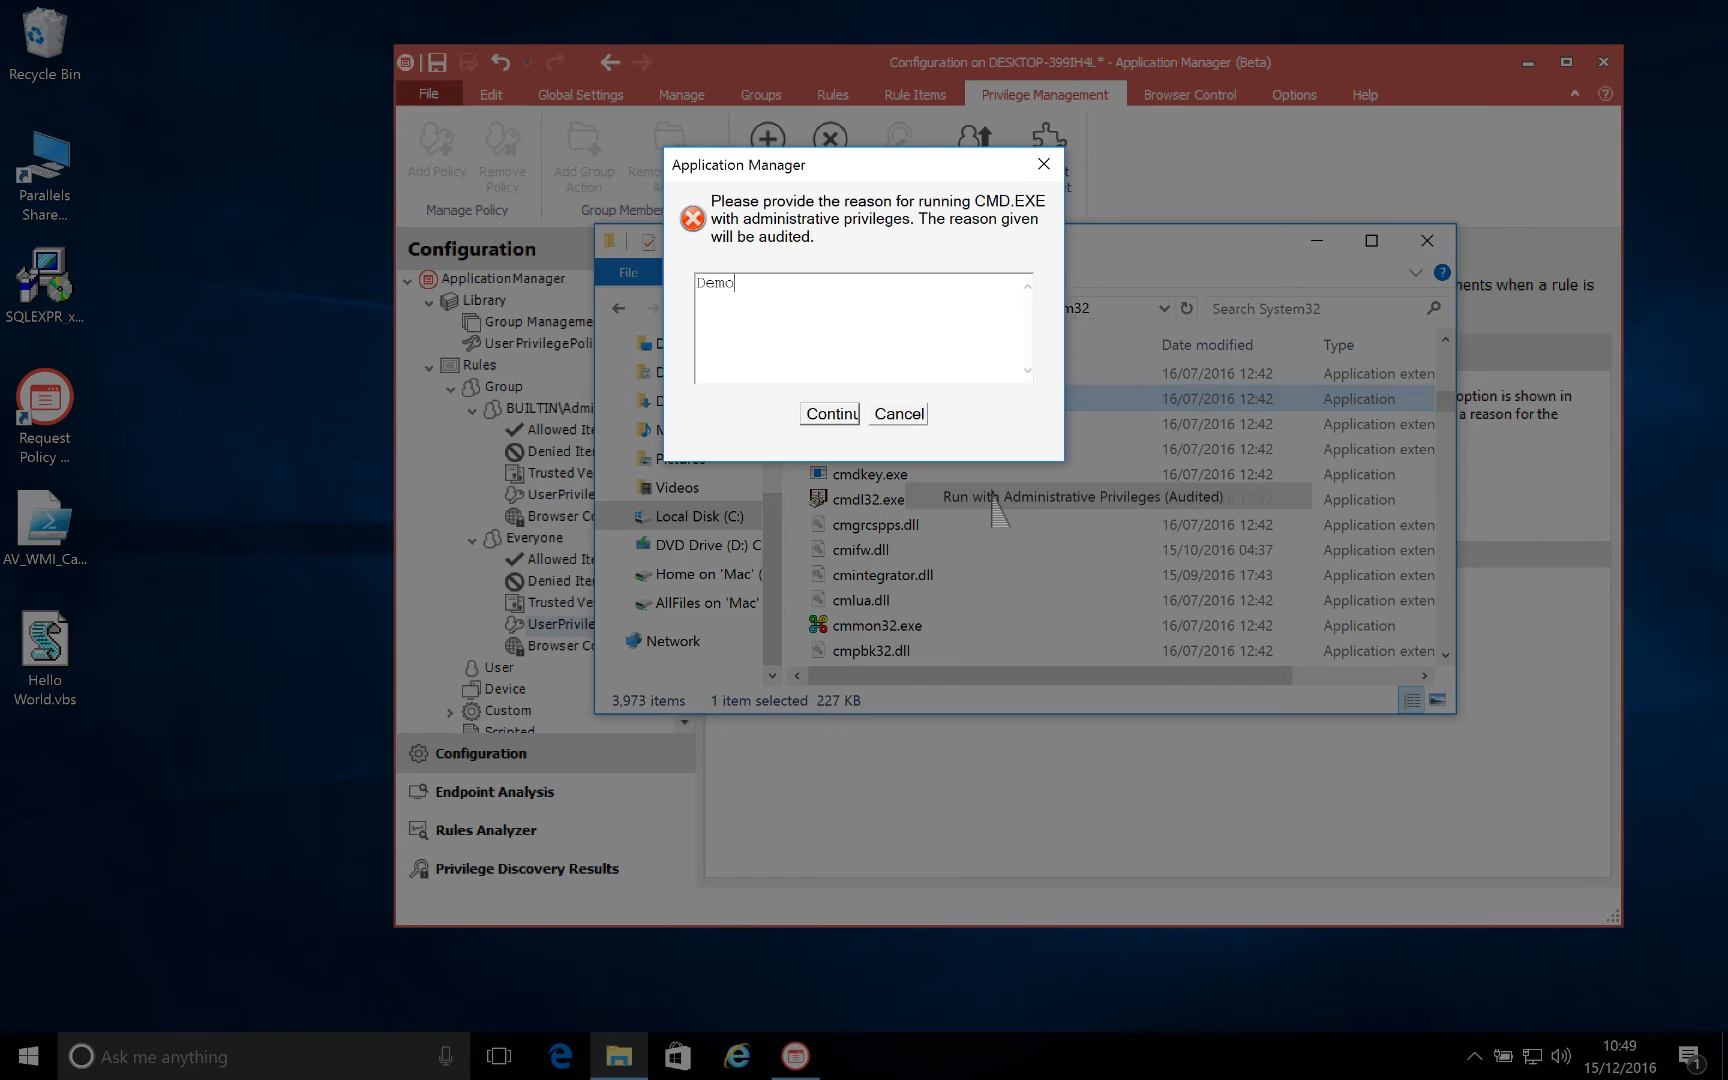 Recycle Bin
Parallels
Share...
SQLEXPR_x...
Request
Policy ...
AV_WMI_Ca...
Hello
World.vbs
Configuration on DESKTOP-399IH4L* - Application Manager (Beta)
File Edit Global Settings Manage Groups Rules Rule Items Privilege Management Browser Control Options Help
Add Policy
Remove
Policy
Add Group
Action
Manage Policy
Configuration
ApplicationManager
Library
Group Manageme
UserPrivilegePoli
Rules
Group
BUILTIN\Admi
Allowed Ite
Denied Ite
Trusted Ve
UserPrivile
Browser Co
Everyone
Allowed Ite
Denied Ite
Trusted Ve
UserPrivile
Browser Co
User
Device
Custom
Scripted
Configuration
Endpoint Analysis
Rules Analyzer
Privilege Discovery Results
Application Manager
Please provide the reason for running CMD.EXE
with administrative privileges. The reason given
will be audited.
Demo
Continu Cancel
File
m32
Search System32
Pictures
Videos
Local Disk (C:)
DVD Drive (D:) C
Home on 'Mac' (
AllFiles on 'Mac'
Network
Date modified Type
16/07/2016 12:42 Application exten
16/07/2016 12:42 Application
16/07/2016 12:42 Application
16/07/2016 12:42 Application
cmdkey.exe 16/07/2016 12:42 Application
cmdl32.exe Application
Run with Administrative Privileges (Audited)
cmgrcspps.dll 16/07/2016 12:42 Application exten
cmifw.dll 15/10/2016 04:37 Application exten
cmintegrator.dll 15/09/2016 17:43 Application exten
cmlua.dll 16/07/2016 12:42 Application exten
cmmon32.exe 16/07/2016 12:42 Application
cmpbk32.dll 16/07/2016 12:42 Application exten
3,973 items 1 item selected 227 KB
nents when a rule is
option is shown in
a reason for the
Ask me anything
10:49
15/12/2016
1